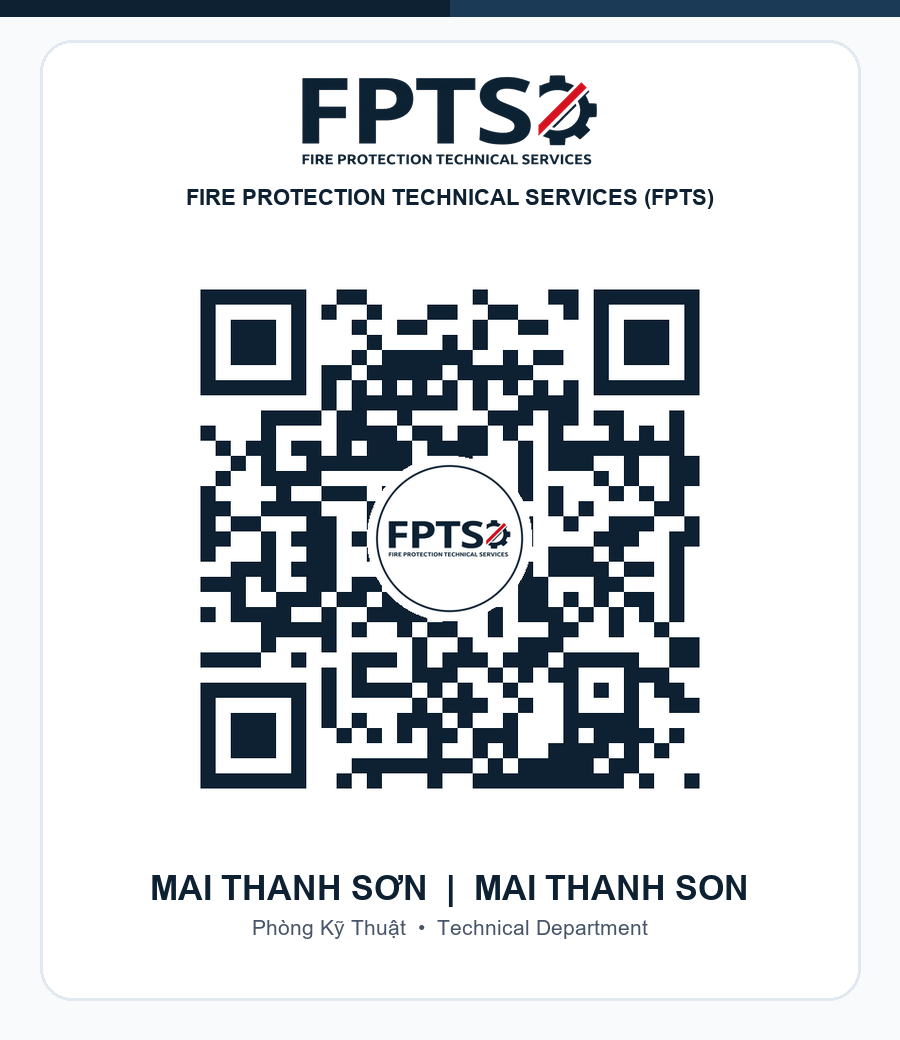 FPTS
FIRE PROTECTION TECHNICAL SERVICES
FIRE PROTECTION TECHNICAL SERVICES (FPTS)
FPTS
FIRE PROTECTION TECHNICAL SERVICES
MAI THANH SƠN | MAI THANH SON
Phòng Kỹ Thuật • Technical Department